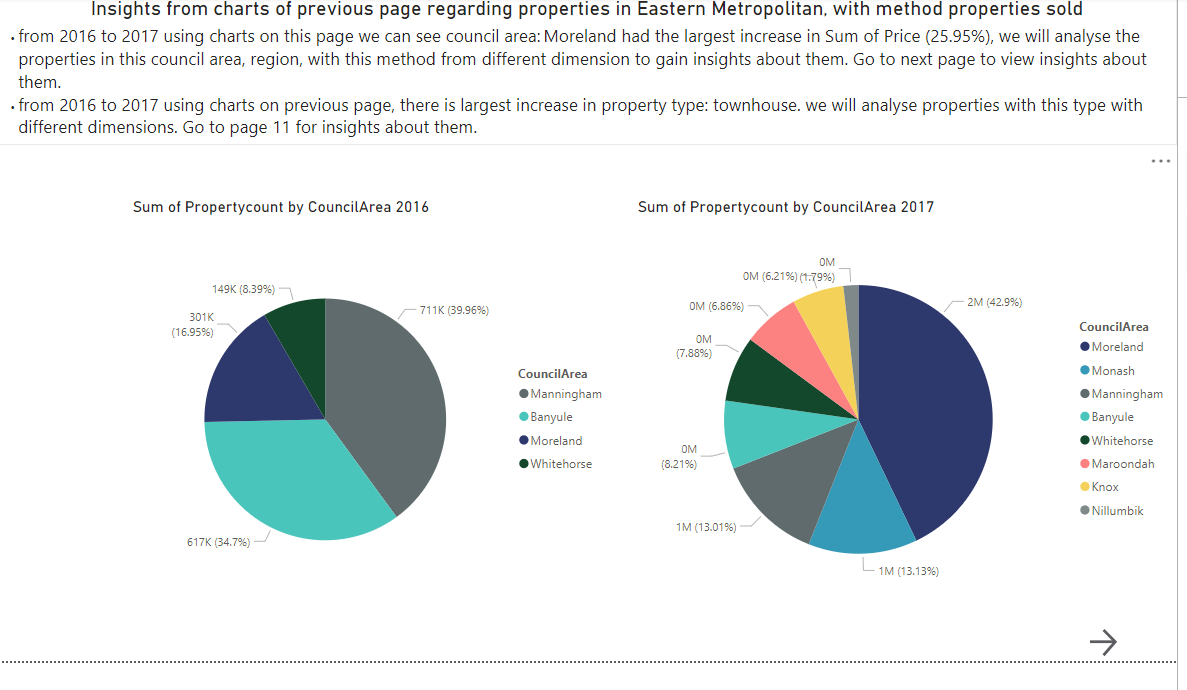 Insights from charts of previous page regarding properties in Eastern Metropolitan, with method properties sold
• from 2016 to 2017 using charts on this page we can see council area: Moreland had the largest increase in Sum of Price (25.95%), we will analyse the
properties in this council area, region, with this method from different dimension to gain insights about them. Go to next page to view insights about
them.
• from 2016 to 2017 using charts on previous page, there is largest increase in property type: townhouse. we will analyse properties with this type with
different dimensions. Go to page 11 for insights about them.
Sum of Propertycount by CouncilArea 2016
149K (8.39%)
301K
(16.95%)
711K (39.96%)
617K (34.7%)
CouncilArea
Manningham
Banyule
Moreland
Whitehorse
Sum of Propertycount by CouncilArea 2017
0M
(1.79%)
0M (6.21%)
0M (6.86%)
0M
(7.88%)
0M
(8.21%)
1M (13.01%)
1M (13.13%)
2M (42.9%)
CouncilArea
Moreland
Monash
Manningham
Banyule
Whitehorse
Maroondah
Knox
Nillumbik